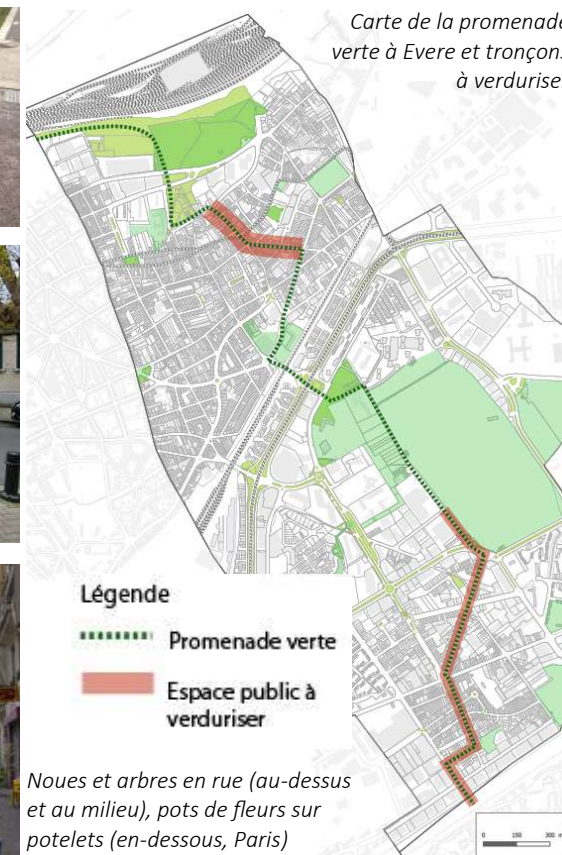 Carte de la promenade
verte à Evere et tronçons
à verduriser
Légende
Promenade verte
Espace public à
verduriser
Noues et arbres en rue (au-dessus
et au milieu), pots de fleurs sur
potelets (en-dessous, Paris)
0 150 300 m